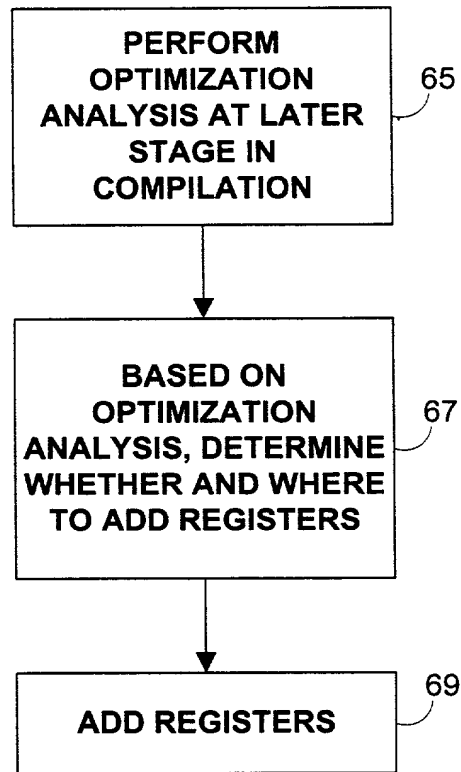 PERFORM
OPTIMIZATION
ANALYSIS AT LATER
STAGE IN
COMPILATION
65
BASED ON
OPTIMIZATION
ANALYSIS, DETERMINE
WHETHER AND WHERE
TO ADD REGISTERS
67
ADD REGISTERS
69